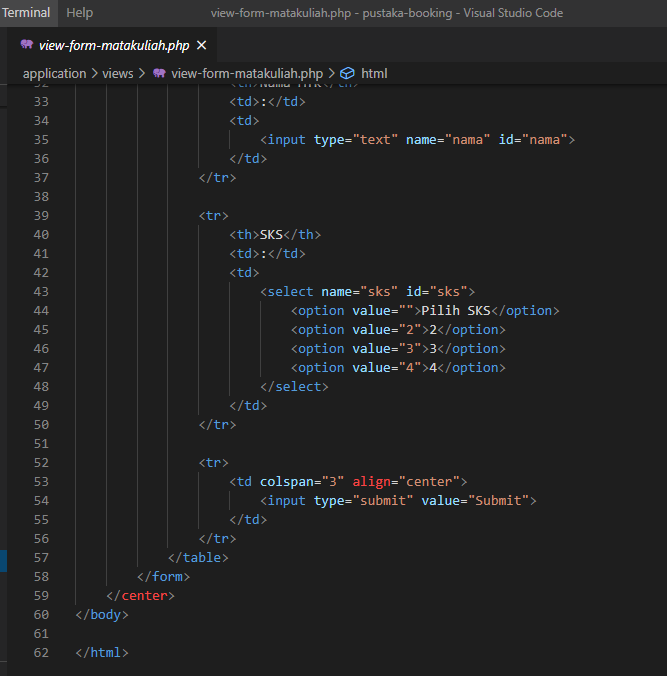 Terminal Help view-form-matakuliah.php - pustaka-booking - Visual Studio Code
view-form-matakuliah.php ×
application > views > view-form-matakuliah.php > html
32 <th>Nama MTK</th>
33 <td>:</td>
34 <td>
35 <input type="text" name="nama" id="nama">
36 </td>
37 </tr>
38
39 <tr>
40 <th>SKS</th>
41 <td>:</td>
42 <td>
43 <select name="sks" id="sks">
44 <option value="">Pilih SKS</option>
45 <option value="2">2</option>
46 <option value="3">3</option>
47 <option value="4">4</option>
48 </select>
49 </td>
50 </tr>
51
52 <tr>
53 <td colspan="3" align="center">
54 <input type="submit" value="Submit">
55 </td>
56 </tr>
57 </table>
58 </form>
59 </center>
60 </body>
61
62 </html>